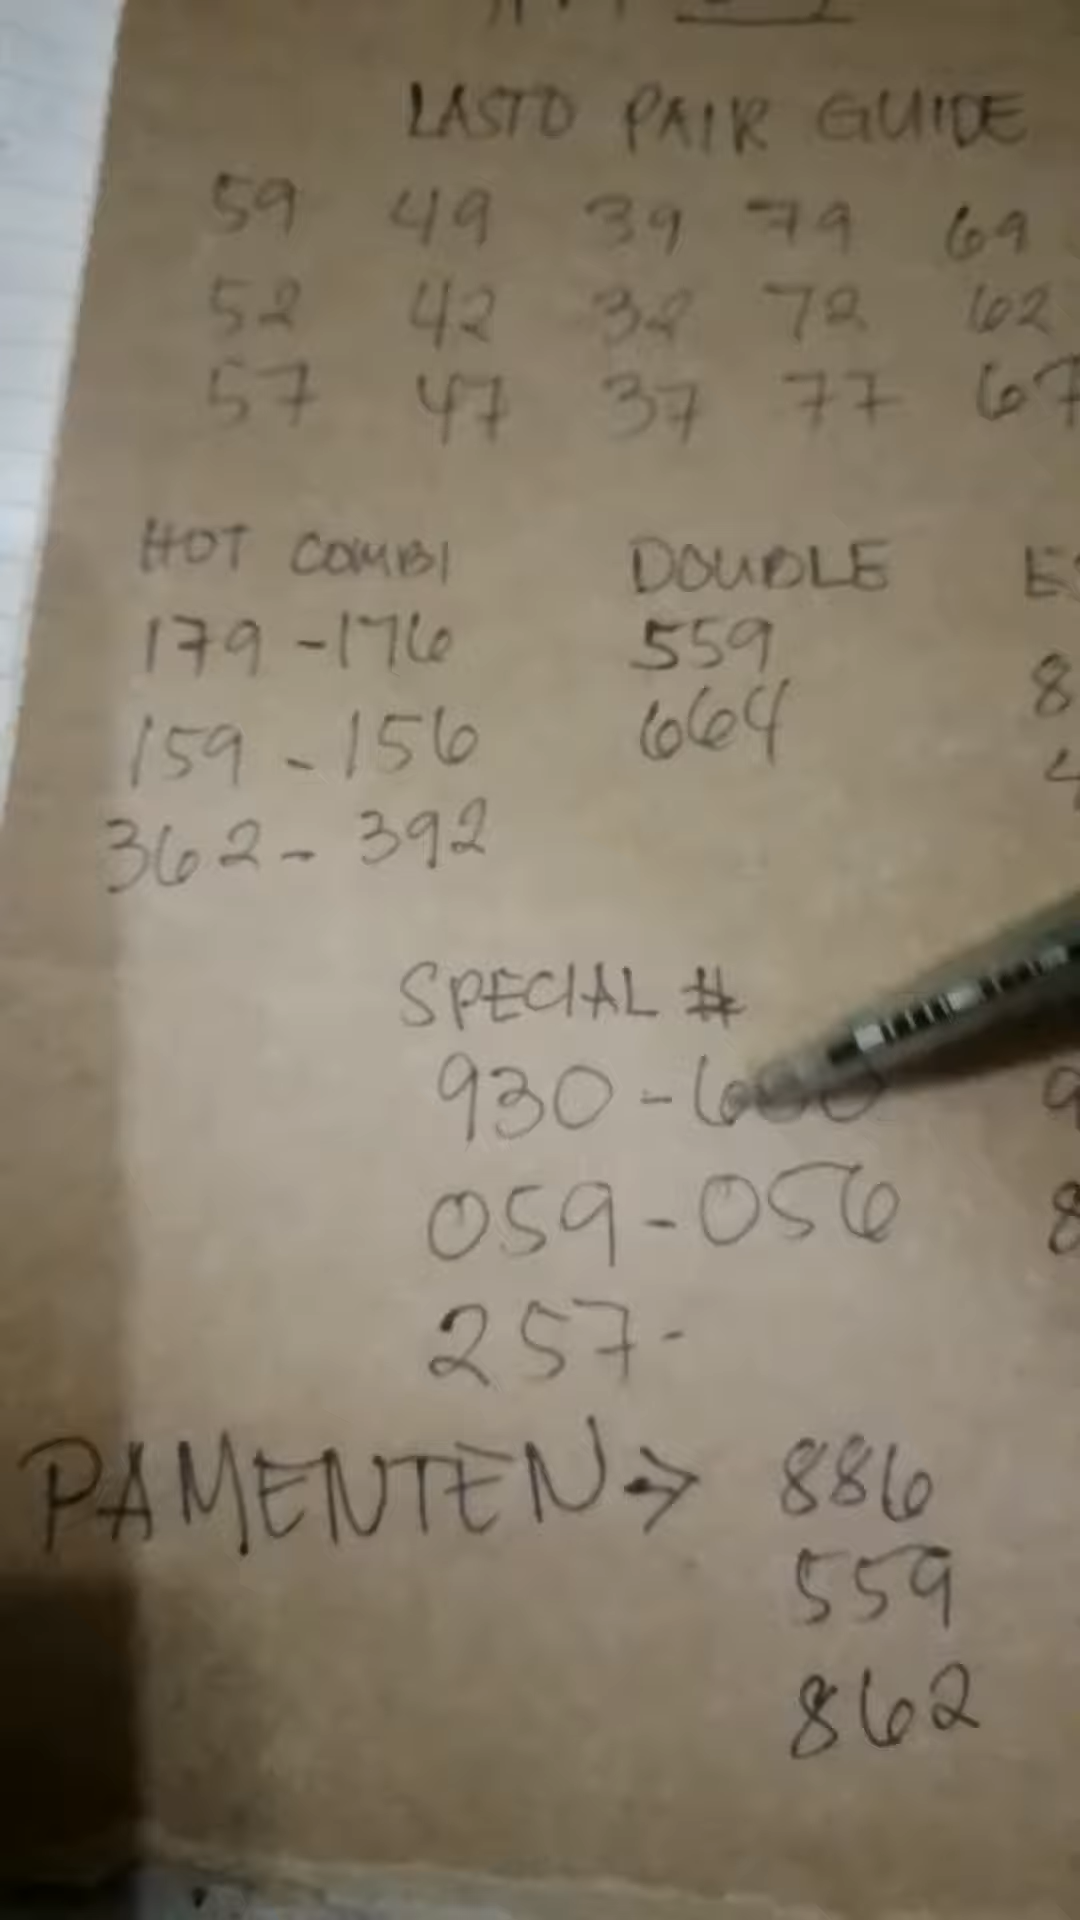 LAST D PAIR GUIDE
59 49 39 79 69
52 42 32 72 62
57 47 37 77 67
HOT COMBI DOUBLE
179 - 176 559
159 - 156 664
362 - 392
SPECIAL #
930 -
059 - 056
257 -
PAMENTEN → 886
559
862